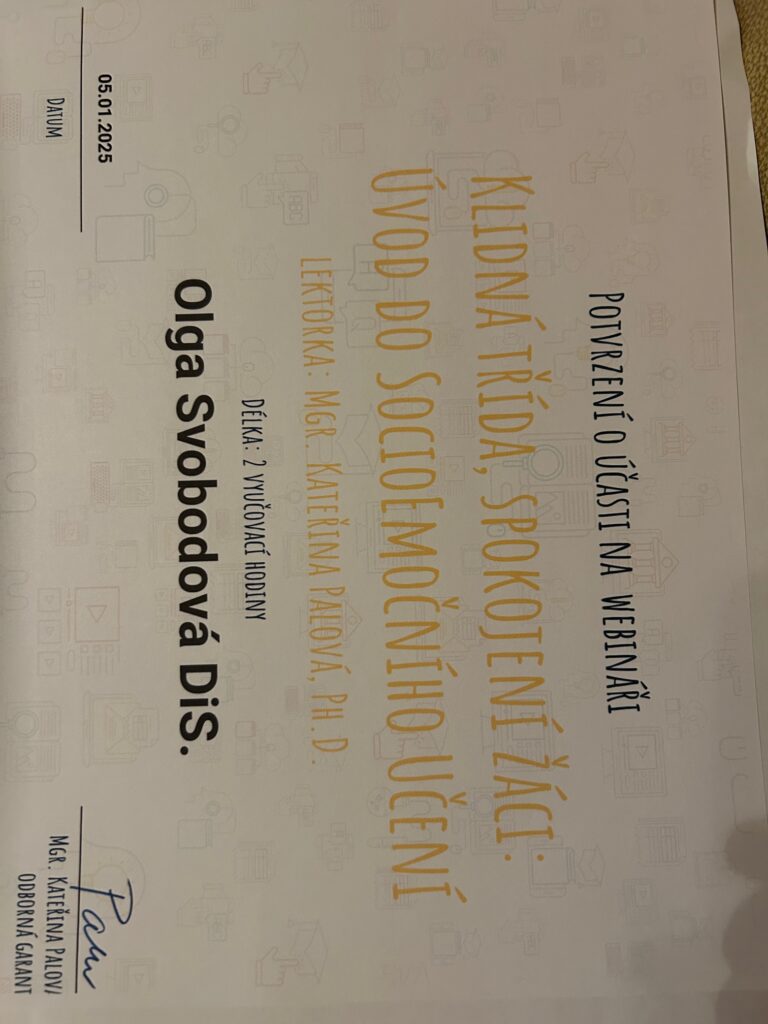 POTVRZENÍ O ÚČASTI NA WEBINÁŘI
KLIDNÁ TŘÍDA, SPOKOJENÍ ŽÁCI:
ÚVOD DO SOCIOEMOČNÍHO UČENÍ
LEKTORKA: MGR. KATEŘINA PALOVÁ, PH.D.
DÉLKA: 2 VYUČOVACÍ HODINY
Olga Svobodová DiS.
05.01.2025
DATUM
MGR. KATEŘINA PALOVÁ
ODBORNÁ GARANT